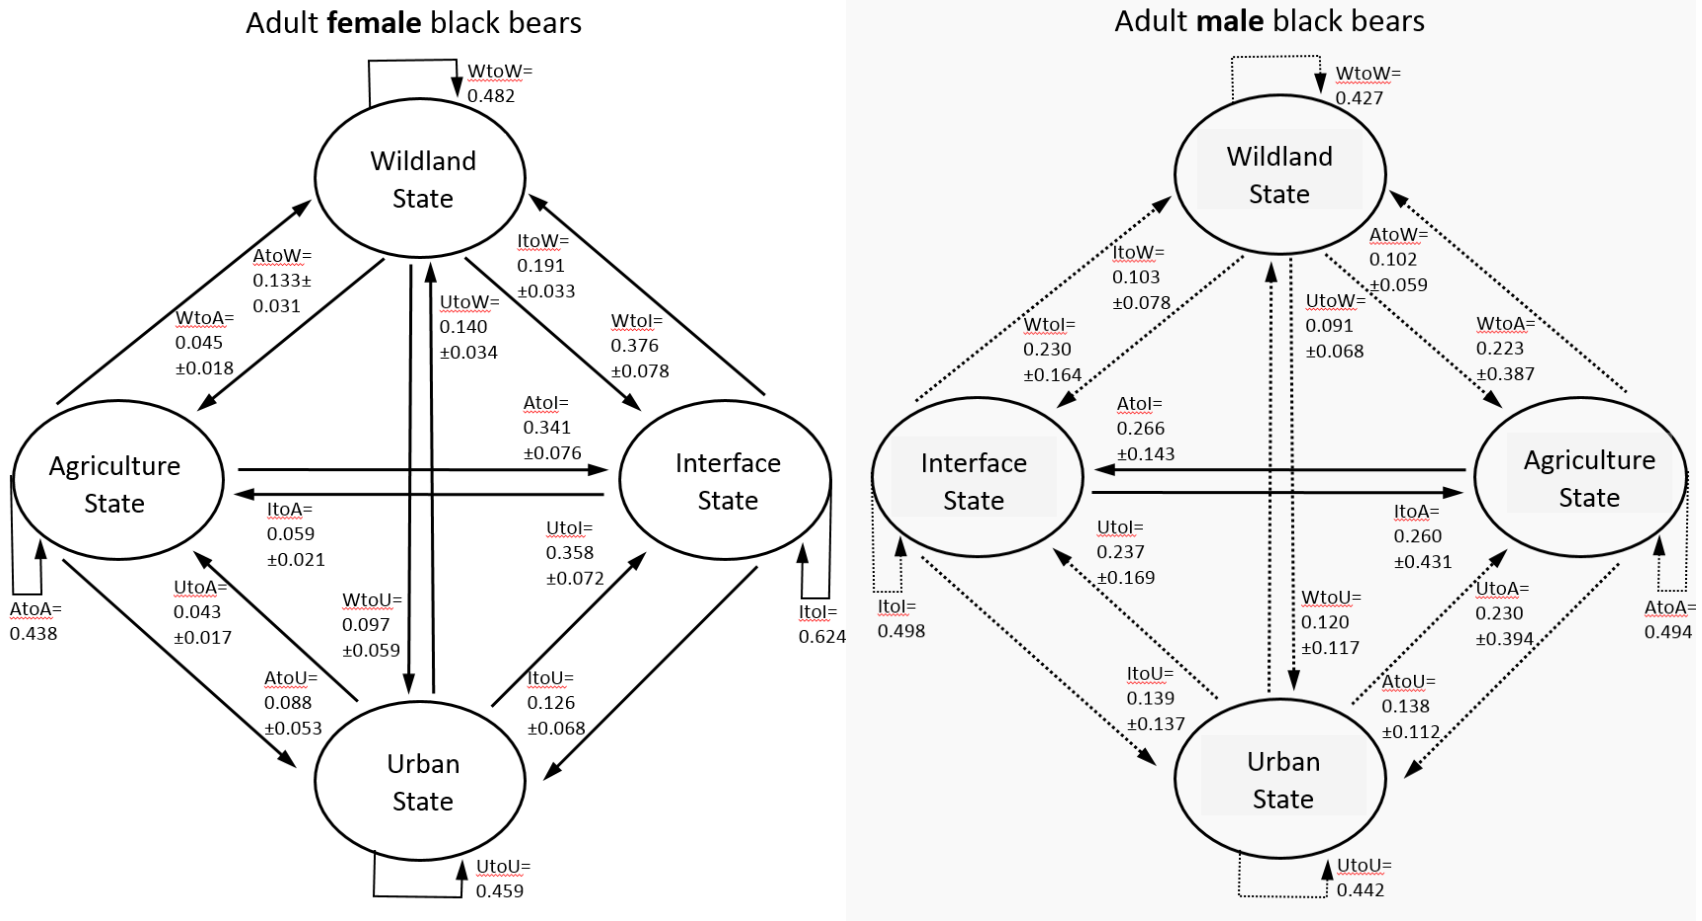 Adult female black bears
WtoW=
0.482
Wildland
State
AtoW=
0.133±
0.031
ItoW=
0.191
±0.033
UtoW=
0.140
±0.034
WtoA=
0.045
±0.018
WtoI=
0.376
±0.078
AtoI=
0.341
±0.076
Agriculture
State
Interface
State
ItoA=
0.059
±0.021
UtoI=
0.358
±0.072
UtoA=
0.043
±0.017
WtoU=
0.097
±0.059
AtoA=
0.438
ItoI=
0.624
AtoU=
0.088
±0.053
ItoU=
0.126
±0.068
Urban
State
UtoU=
0.459
Adult male black bears
WtoW=
0.427
Wildland
State
ItoW=
0.103
±0.078
AtoW=
0.102
±0.059
UtoW=
0.091
±0.068
WtoI=
0.230
±0.164
WtoA=
0.223
±0.387
AtoI=
0.266
±0.143
Interface
State
Agriculture
State
ItoA=
0.260
±0.431
UtoI=
0.237
±0.169
ItoI=
0.498
WtoU=
0.120
±0.117
UtoA=
0.230
±0.394
AtoA=
0.494
ItoU=
0.139
±0.137
AtoU=
0.138
±0.112
Urban
State
UtoU=
0.442